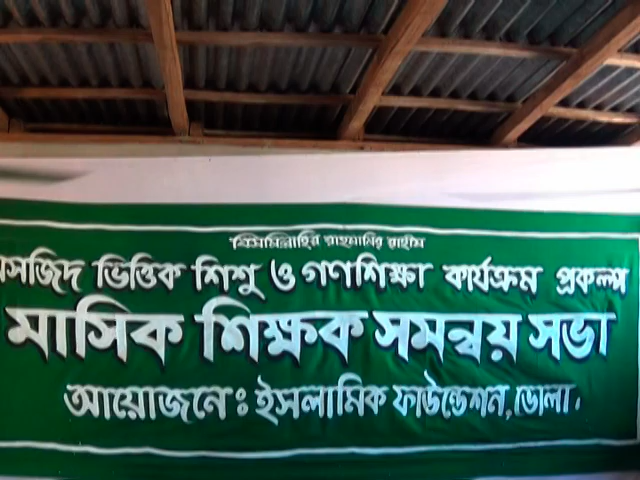 বিসমিল্লাহির রাহমানির রাহীম
মসজিদ ভিত্তিক শিশু ও গণশিক্ষা কার্যক্রম প্রকল্প
মাসিক শিক্ষক সমন্বয় সভা
আয়োজনে ঃ ইসলামিক ফাউন্ডেশন, ভোলা।